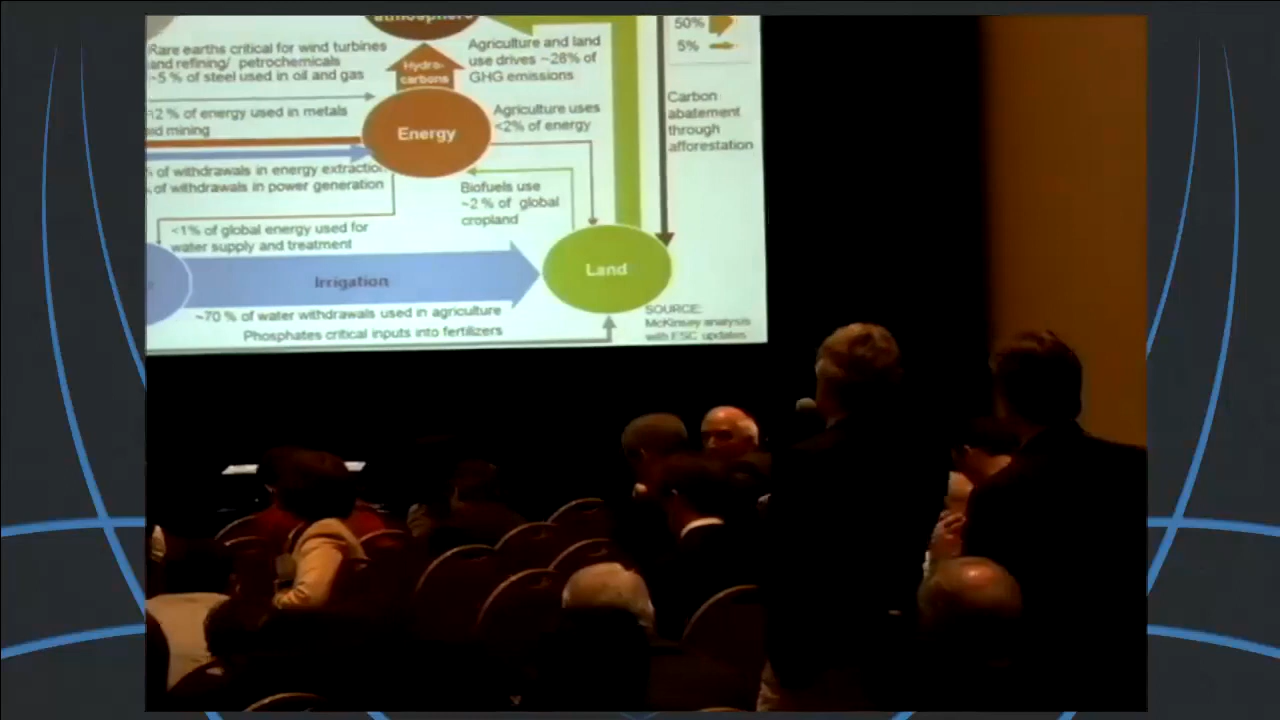 atmosphere
50%
5%
Rare earths critical for wind turbines
and refining/ petrochemicals
~5 % of steel used in oil and gas
Hydro-
carbons
Agriculture and land
use drives ~28% of
GHG emissions
2 % of energy used in metals
mining
Energy
Agriculture uses
<2% of energy
Carbon
abatement
through
afforestation
of withdrawals in energy extraction
of withdrawals in power generation
Biofuels use
~2 % of global
cropland
<1% of global energy used for
water supply and treatment
Irrigation
Land
~70 % of water withdrawals used in agriculture
Phosphates critical inputs into fertilizers
SOURCE:
McKinsey analysis
with ESC updates